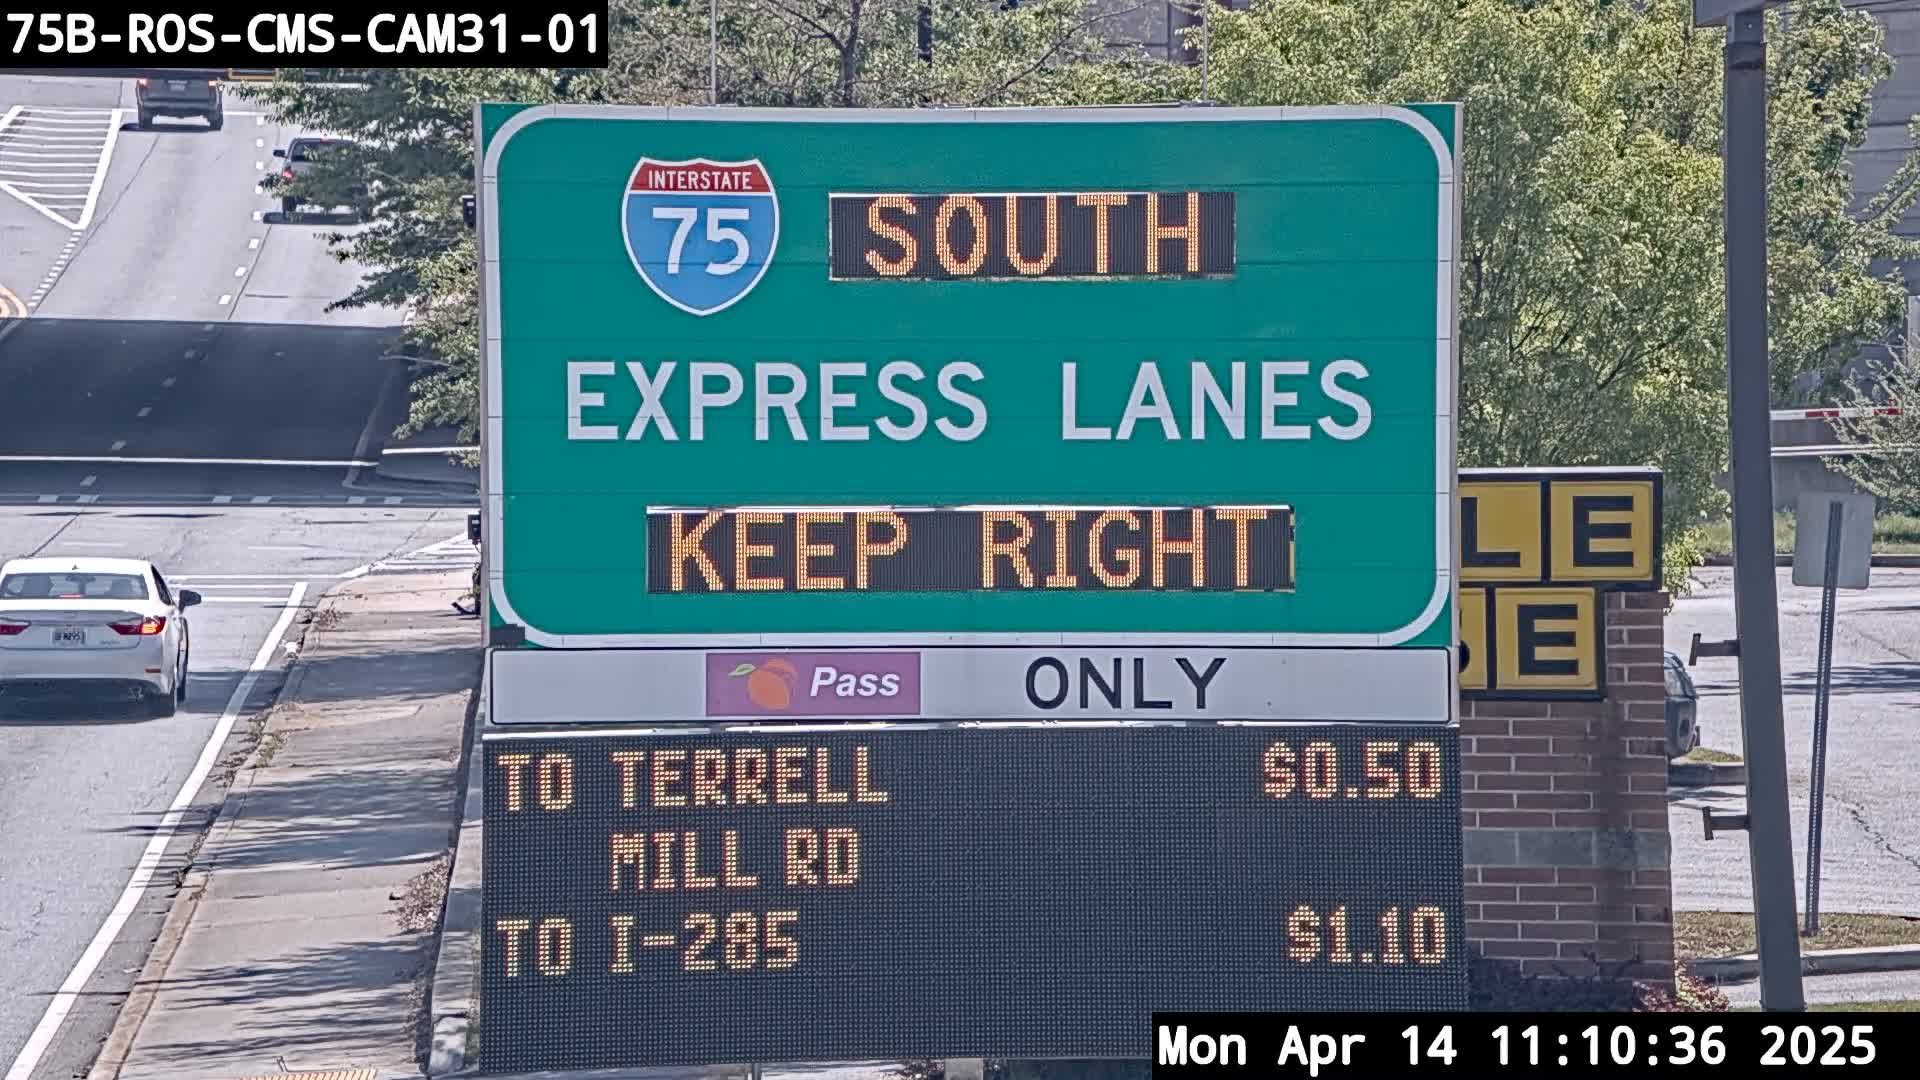 75B-ROS-CMS-CAM31-01
INTERSTATE
75
SOUTH
EXPRESS LANES
KEEP RIGHT
LE
E
Pass ONLY
TO TERRELL $0.50
MILL RD
TO I-285 $1.10
Mon Apr 14 11:10:36 2025